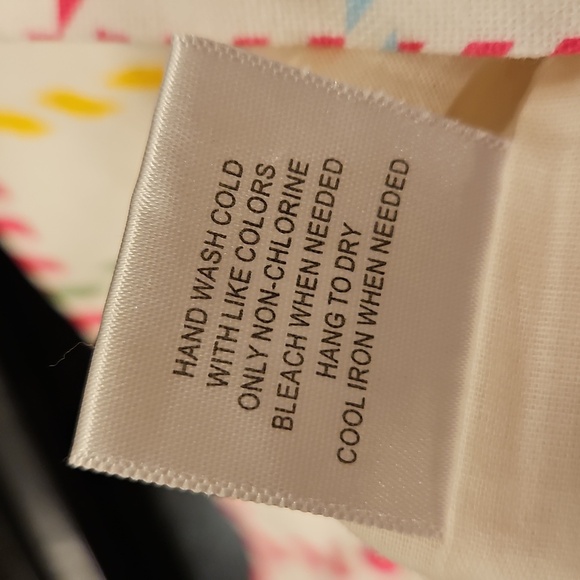 HAND WASH COLD
WITH LIKE COLORS
ONLY NON-CHLORINE
BLEACH WHEN NEEDED
HANG TO DRY
COOL IRON WHEN NEEDED